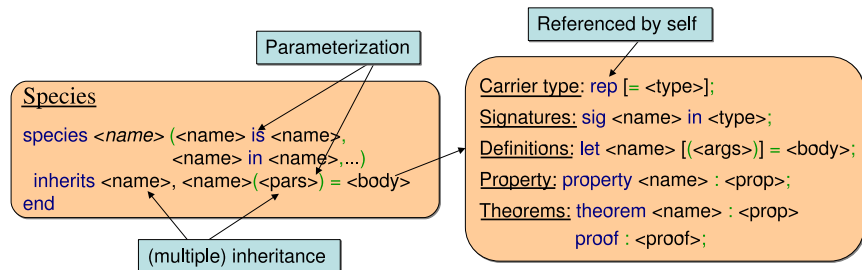 Referenced by self
Parameterization
Species
species <name> (<name> is <name>,
<name> in <name>,...)
inherits <name>, <name>(<pars>) = <body>
end
(multiple) inheritance
Carrier type: rep [= <type>];
Signatures: sig <name> in <type>;
Definitions: let <name> [(<args>)] = <body>;
Property: property <name> : <prop>;
Theorems: theorem <name> : <prop>
proof : <proof>;